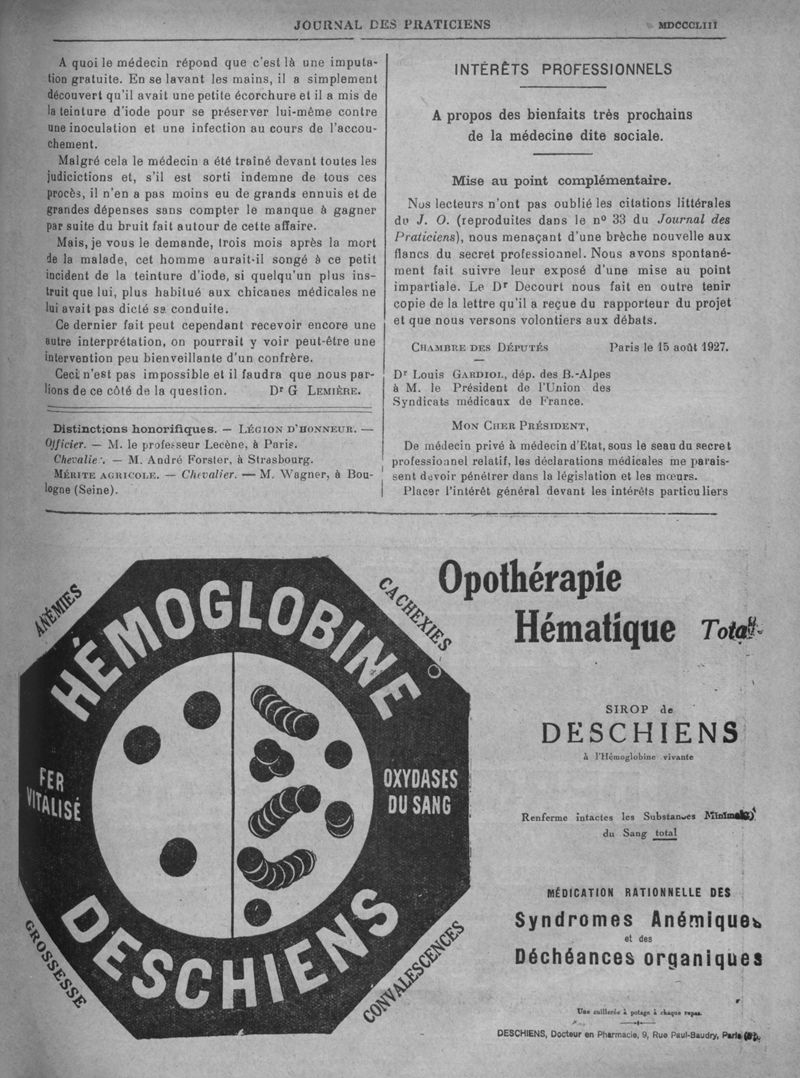 JOURNAL DES PRATICIENS
MDCCCLIII
A quoi le médecin répond que c'est là une imputa-
tion gratuite. En se lavant les mains, il a simplement
découvert qu'il avait une petite écorchure et il a mis de
la teinture d'iode pour se préserver lui-même contre
une inoculation et une infection au cours de l'accou-
chement.
Malgré cela le médecin a été traîné devant toutes les
judicictions et, s'il est sorti indemne de tous ces
procès, il n'en a pas moins eu de grands ennuis et de
grandes dépenses sans compter le manque à gagner
par suite du bruit fait autour de cette affaire.
Mais, je vous le demande, trois mois après la mort
de la malade, cet homme aurait-il songé à ce petit
incident de la teinture d'iode, si quelqu'un plus ins-
truit que lui, plus habitué aux chicanes médicales ne
lui avait pas dicté sa conduite.
Ce dernier fait peut cependant recevoir encore une
autre interprétation, on pourrait y voir peut-être une
intervention peu bienveillante d'un confrère.
Ceci n'est pas impossible et il faudra que nous par-
lions de ce côté de la question. Dr G LEMIÈRE.
Distinctions honorifiques. — LÉGION D'HONNEUR. —
Officier. — M. le professeur Lecène, à Paris.
Chevalier. — M. André Forster, à Strasbourg.
MÉRITE AGRICOLE. — Chevalier. — M. Wagner, à Bou-
logne (Seine).
INTÉRÊTS PROFESSIONNELS
A propos des bienfaits très prochains
de la médecine dite sociale.
Mise au point complémentaire.
Nos lecteurs n'ont pas oublié les citations littérales
du J. O. (reproduites dans le no 33 du Journal des
Praticiens), nous menaçant d'une brèche nouvelle aux
flancs du secret professionnel. Nous avons spontané-
ment fait suivre leur exposé d'une mise au point
impartiale. Le Dr Decourt nous fait en outre tenir
copie de la lettre qu'il a reçue du rapporteur du projet
et que nous versons volontiers aux débats.
CHAMBRE DES DÉPUTÉS Paris le 15 août 1927.
Dr Louis GARDIOL, dép. des B.-Alpes
à M. le Président de l'Union des
Syndicats médicaux de France.
MON CHER PRÉSIDENT,
De médecin privé à médecin d'Etat, sous le seau du secret
professionnel relatif, les déclarations médicales me parais-
sent devoir pénétrer dans la législation et les mœurs.
Placer l'intérêt général devant les intérêts particuliers
ANÉMIES
CACHEXIES
HÉMOGLOBINE
FER
VITALISÉ
OXYDASES
DU SANG
DESCHIENS
GROSSESSE
CONVALESCENCES
Opothérapie
Hématique Totale
SIROP de
DESCHIENS
à l'Hémoglobine vivante
Renferme intactes les Substances Minimales
du Sang total
MÉDICATION RATIONNELLE DES
Syndromes Anémiques
et des
Déchéances organiques
Une cuillerée à potage à chaque repas.
DESCHIENS, Docteur en Pharmacie, 9, Rue Paul-Baudry, Paris